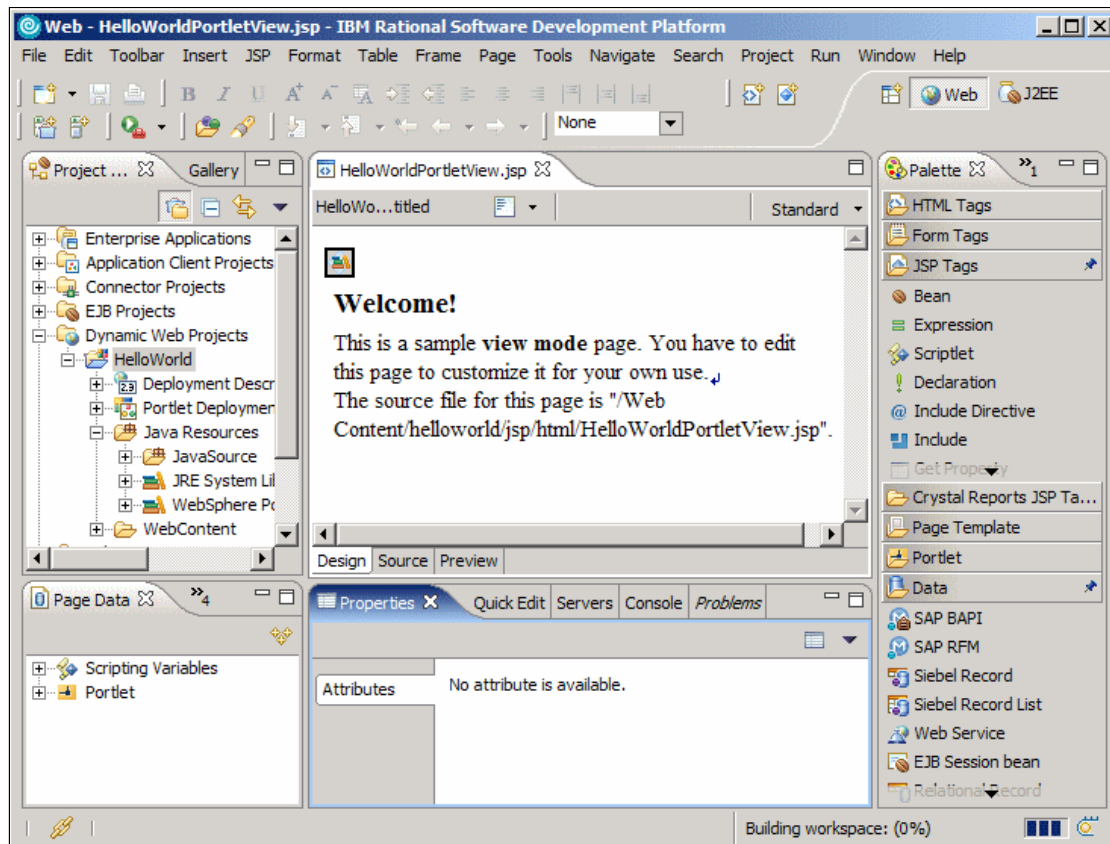 Web - HelloWorldPortletView.jsp - IBM Rational Software Development Platform
File Edit Toolbar Insert JSP Format Table Frame Page Tools Navigate Search Project Run Window Help
B I U A+ A-
Web J2EE
None
Project ... Gallery
Enterprise Applications
Application Client Projects
Connector Projects
EJB Projects
Dynamic Web Projects
HelloWorld
Deployment Descr
Portlet Deploymer
Java Resources
JavaSource
JRE System Li
WebSphere Po
WebContent
HelloWorldPortletView.jsp
HelloWo...titled Standard
Welcome!
This is a sample view mode page. You have to edit
this page to customize it for your own use.
The source file for this page is "/Web
Content/helloworld/jsp/html/HelloWorldPortletView.jsp".
Design Source Preview
Palette »1
HTML Tags
Form Tags
JSP Tags
Bean
Expression
Scriptlet
Declaration
Include Directive
Include
Get Property
Crystal Reports JSP Ta...
Page Template
Portlet
Data
SAP BAPI
SAP RFM
Siebel Record
Siebel Record List
Web Service
EJB Session bean
Relational Record
Page Data »4
Scripting Variables
Portlet
Properties Quick Edit Servers Console Problems
Attributes No attribute is available.
Building workspace: (0%)